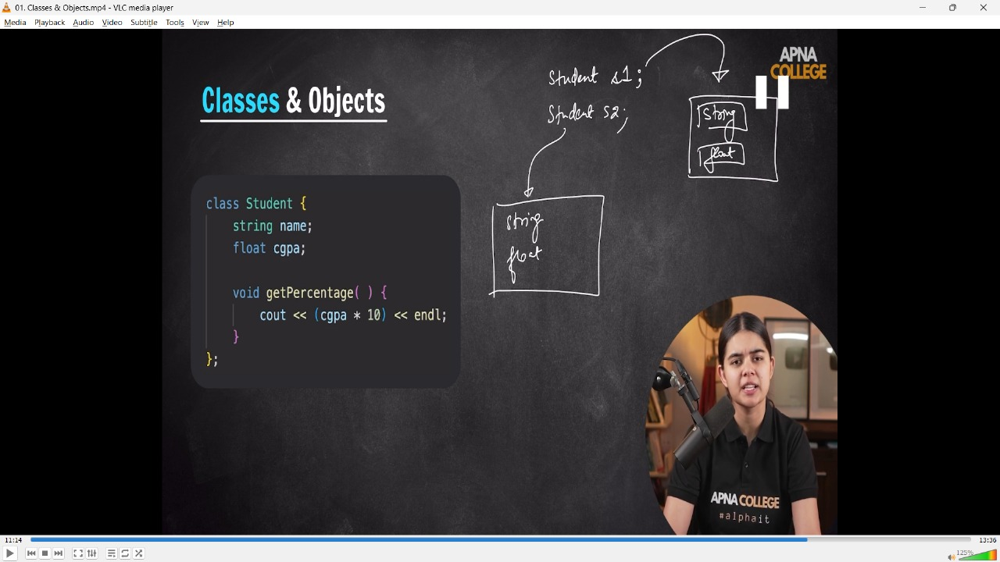 01. Classes & Objects.mp4 - VLC media player
Media Playback Audio Video Subtitle Tools View Help
APNA
COLLEGE
Student s1;
Student s2;
Classes & Objects
string
float
string
float
class Student {
string name;
float cgpa;
void getPercentage( ) {
cout << (cgpa * 10) << endl;
}
};
APNA COLLEGE
#alphait
11:14
13:36
125%